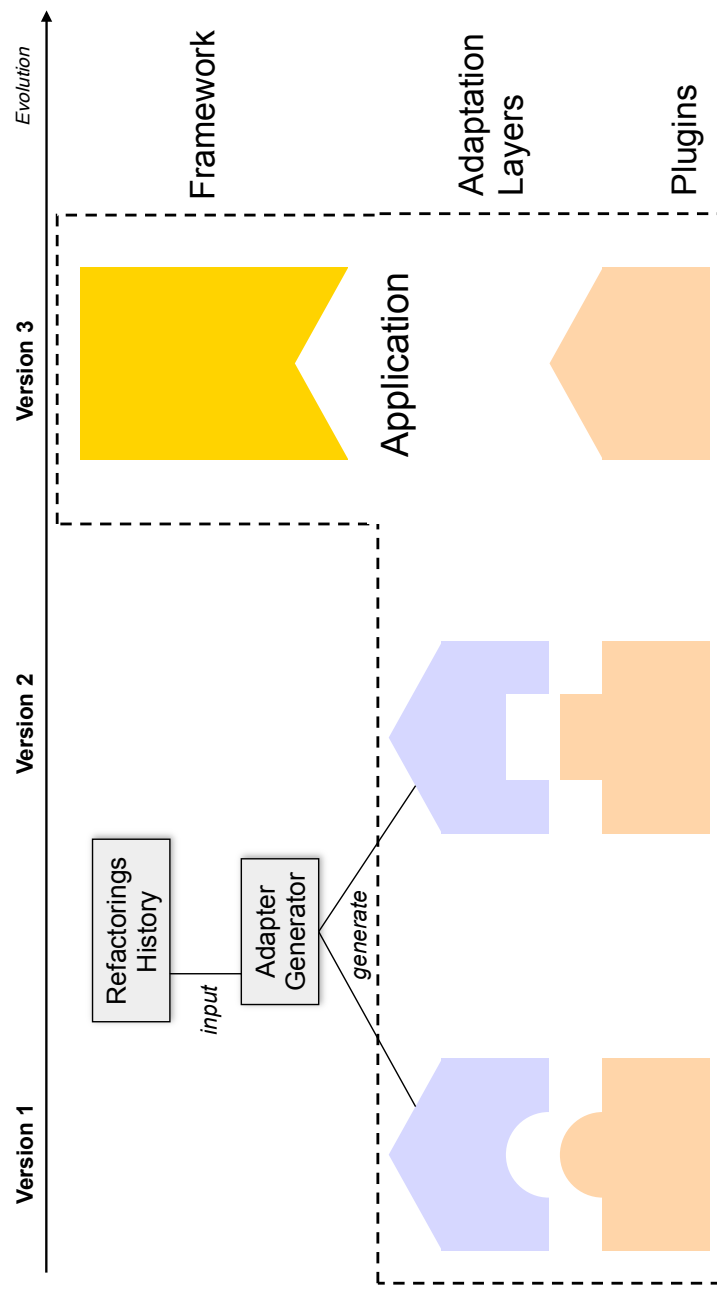 Evolution
Version 1
Version 2
Version 3
Refactorings
History
input
Adapter
Generator
generate
Framework
Application
Adaptation
Layers
Plugins